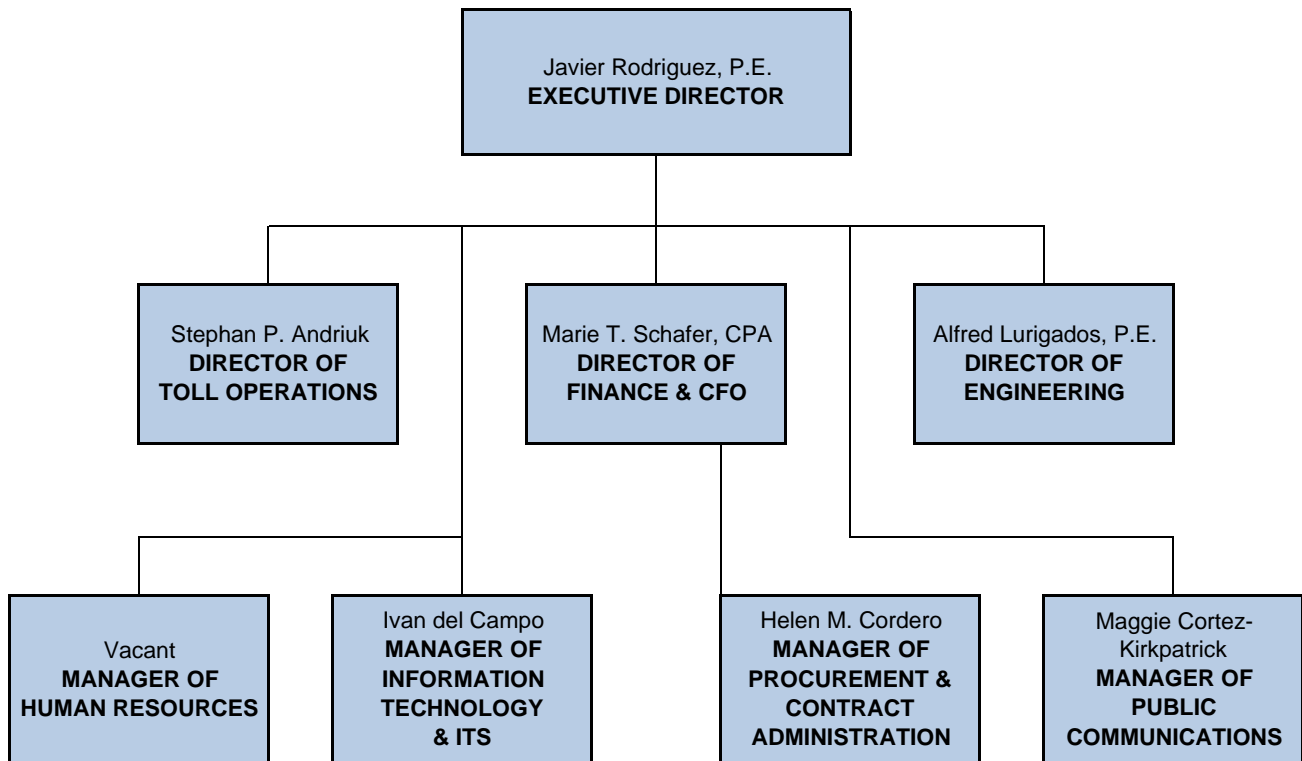 Javier Rodriguez, P.E.
EXECUTIVE DIRECTOR
Stephan P. Andriuk
DIRECTOR OF
TOLL OPERATIONS
Marie T. Schafer, CPA
DIRECTOR OF
FINANCE & CFO
Alfred Lurigados, P.E.
DIRECTOR OF
ENGINEERING
Vacant
MANAGER OF
HUMAN RESOURCES
Ivan del Campo
MANAGER OF
INFORMATION
TECHNOLOGY
& ITS
Helen M. Cordero
MANAGER OF
PROCUREMENT &
CONTRACT
ADMINISTRATION
Maggie Cortez-
Kirkpatrick
MANAGER OF
PUBLIC
COMMUNICATIONS